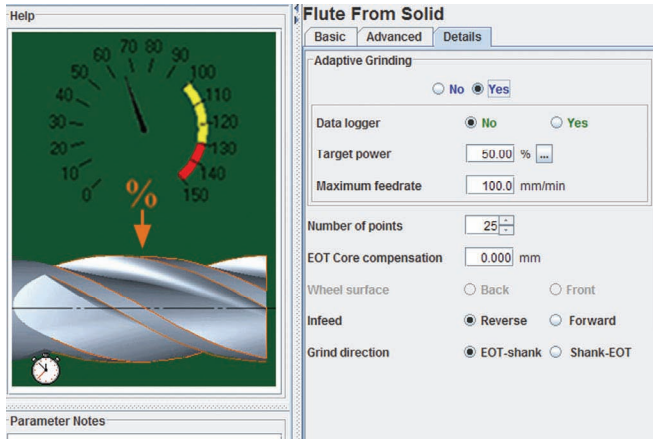 Help
0
10
20
30
40
50
60
70
80
90
100
110
120
130
140
150
%
Parameter Notes
Flute From Solid
Basic Advanced Details
Adaptive Grinding
No Yes
Data logger No Yes
Target power 50.00 % ...
Maximum feedrate 100.0 mm/min
Number of points 25
EOT Core compensation 0.000 mm
Wheel surface Back Front
Infeed Reverse Forward
Grind direction EOT-shank Shank-EOT